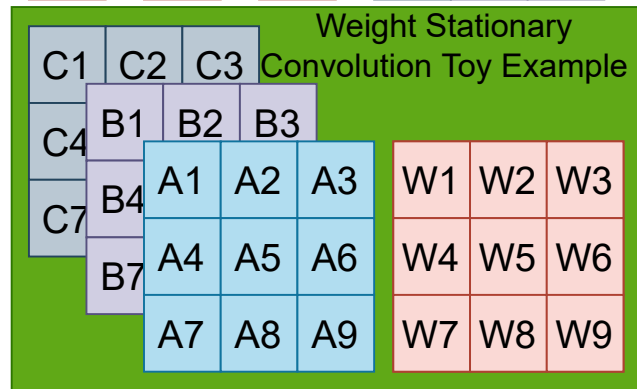 Weight Stationary
Convolution Toy Example
C1 C2 C3
C4
C7
B1 B2 B3
B4
B7
A1 A2 A3
A4 A5 A6
A7 A8 A9
W1 W2 W3
W4 W5 W6
W7 W8 W9